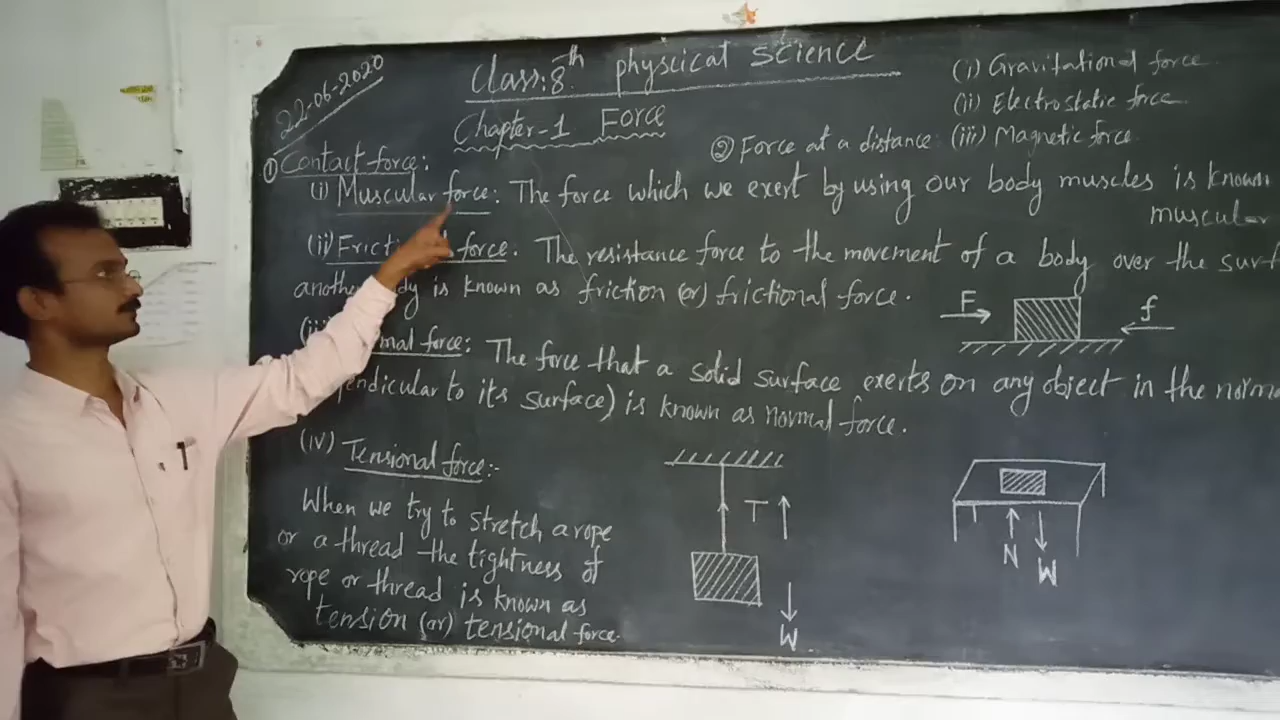 22-06-2020
Class: 8th physcical science
Chapter-1 Force
(i) Gravitational force
(ii) Electrostatic force
② Force at a distance (iii) Magnetic force
① Contact force:
(i) Muscular force: The force which we exert by using our body muscles is known
muscular
(ii) force. The resistance force to the movement of a body over the
is known as friction (or) frictional force.
F
f
force: The force that a solid surface exerts on any object in the
to its surface) is known as normal force.
(iv) Tensional force:-
When we try to stretch a rope
or a thread the tightness of
rope or thread is known as
tension (or) tensional force.
T
W
N W